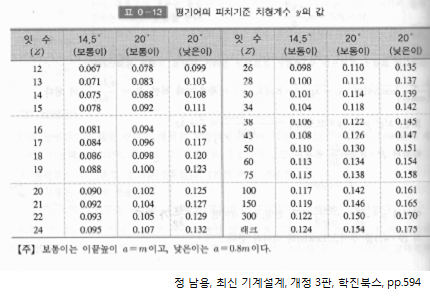 표 0-13 평기어의 피치기준 치형계수 y의 값
잇 수 14.5° 20° 20° 잇 수 14.5° 20° 20°
(Z) (보통이) (보통이) (낮은이) (Z) (보통이) (보통이) (낮은이)
12 0.067 0.078 0.099 26 0.098 0.110 0.135
13 0.071 0.083 0.103 28 0.100 0.112 0.137
14 0.075 0.088 0.108 30 0.101 0.114 0.139
15 0.078 0.092 0.111 34 0.104 0.118 0.142
38 0.106 0.122 0.145
16 0.081 0.094 0.115 43 0.108 0.126 0.147
17 0.084 0.096 0.117 50 0.110 0.130 0.151
18 0.086 0.098 0.120 60 0.113 0.134 0.154
19 0.088 0.100 0.123 75 0.115 0.138 0.158
20 0.090 0.102 0.125 100 0.117 0.142 0.161
21 0.092 0.104 0.127 150 0.119 0.146 0.165
22 0.093 0.105 0.129 300 0.122 0.150 0.170
24 0.095 0.107 0.132 래크 0.124 0.154 0.175
【주】 보통이는 이끝높이 a=m이고, 낮은이는 a=0.8m이다.
정 남용, 최신 기계설계, 개정 3판, 학진북스, pp.594